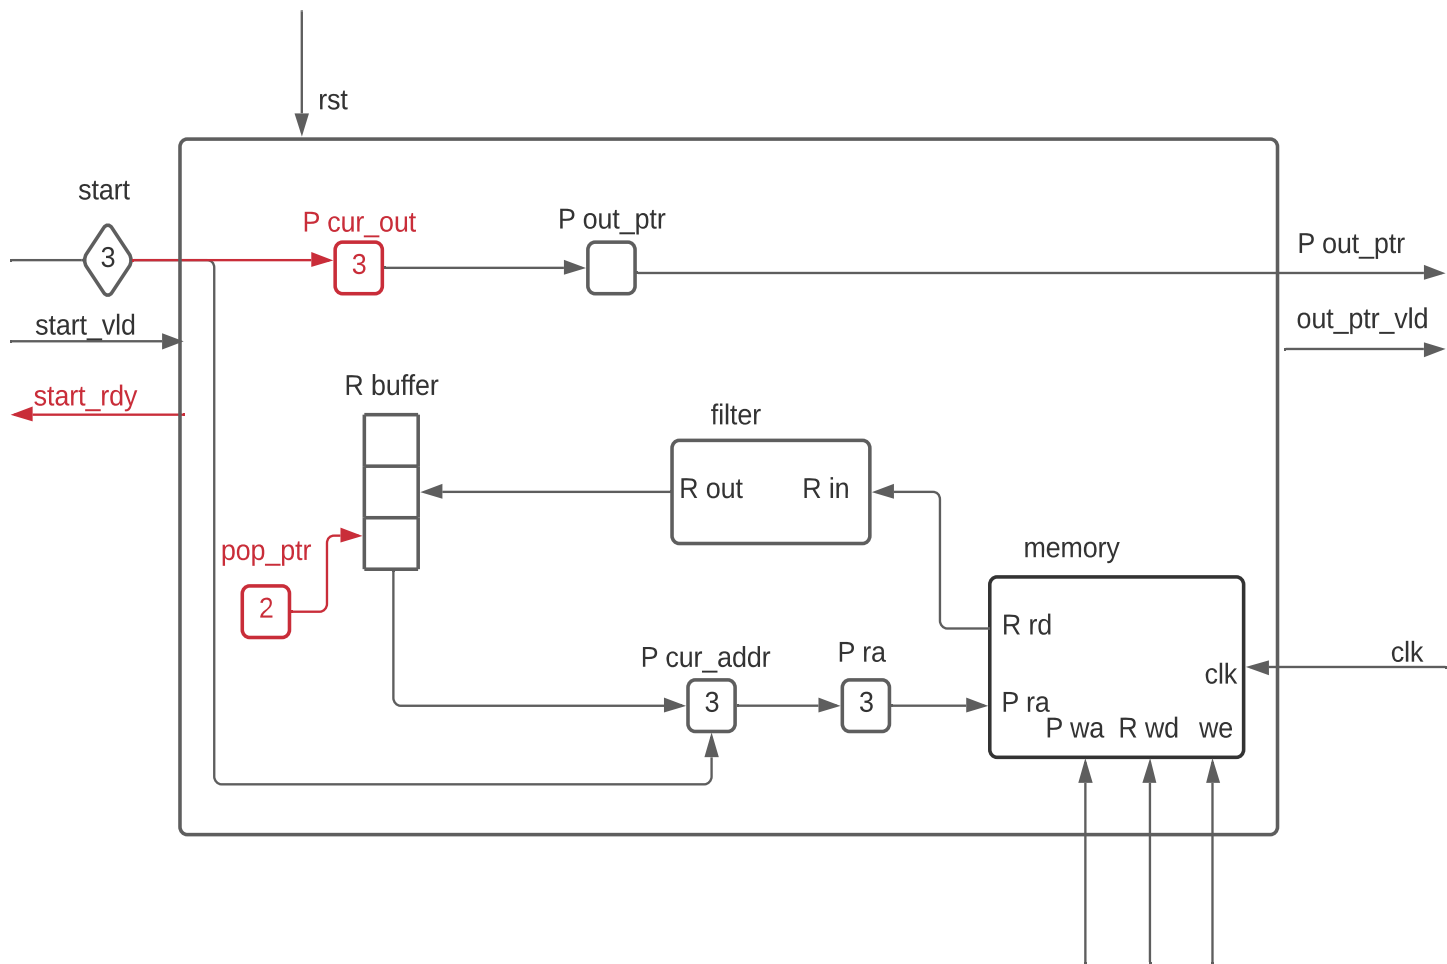 rst
start
3
P cur_out
3
P out_ptr
P out_ptr
start_vld
out_ptr_vld
start_rdy
R buffer
filter
R out
R in
pop_ptr
2
memory
R rd
clk
clk
P cur_addr
3
P ra
3
P ra
P wa
R wd
we